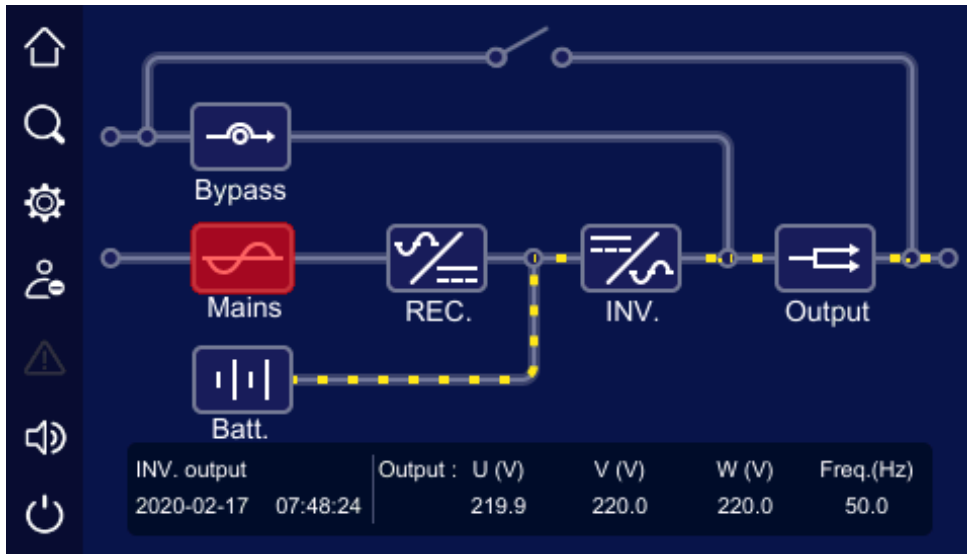 Bypass
Mains
REC.
INV.
Output
Batt.
INV. output
2020-02-17 07:48:24
Output : U (V) V (V) W (V) Freq.(Hz)
219.9 220.0 220.0 50.0